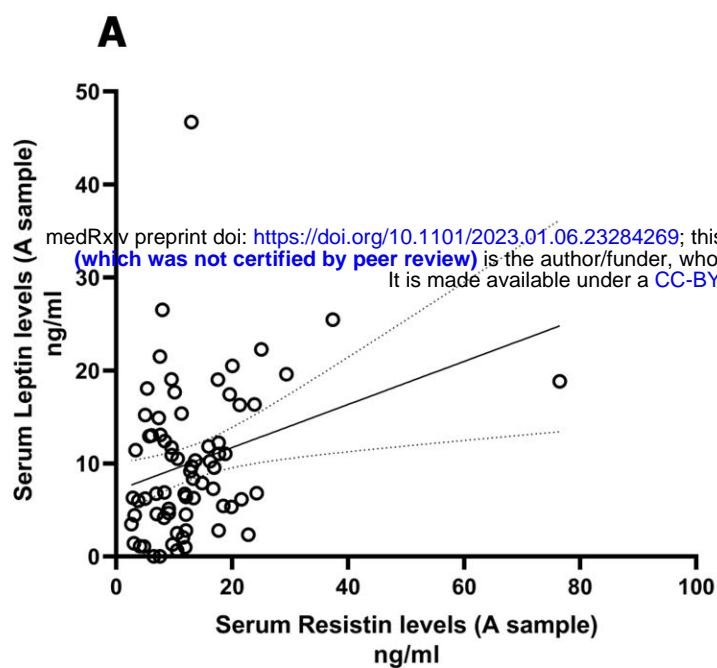 A
50
40
30
20
10
0
0 20 40 60 80 100
Serum Leptin levels (A sample)
ng/ml
Serum Resistin levels (A sample)
ng/ml
medRxiv preprint doi: https://doi.org/10.1101/2023.01.06.23284269; this
(which was not certified by peer review) is the author/funder, who
It is made available under a CC-BY